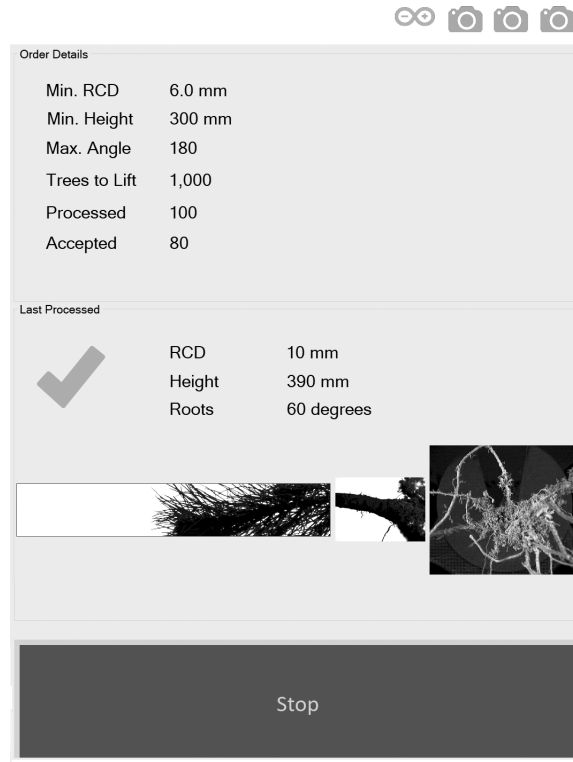 Order Details
Min. RCD 6.0 mm
Min. Height 300 mm
Max. Angle 180
Trees to Lift 1,000
Processed 100
Accepted 80
Last Processed
RCD 10 mm
Height 390 mm
Roots 60 degrees
Stop